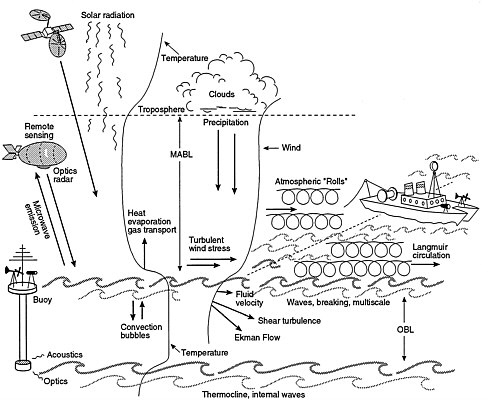 Solar radiation
Temperature
Clouds
Troposphere
Precipitation
Remote
sensing
MABL
Wind
Optics
radar
Atmospheric "Rolls"
Microwave
emission
Heat
evaporation
gas transport
Turbulent
wind stress
Langmuir
circulation
Buoy
Fluid
velocity
Waves, breaking, multiscale
Convection
bubbles
Shear turbulence
OBL
Ekman Flow
Acoustics
Temperature
Optics
Thermocline, internal waves